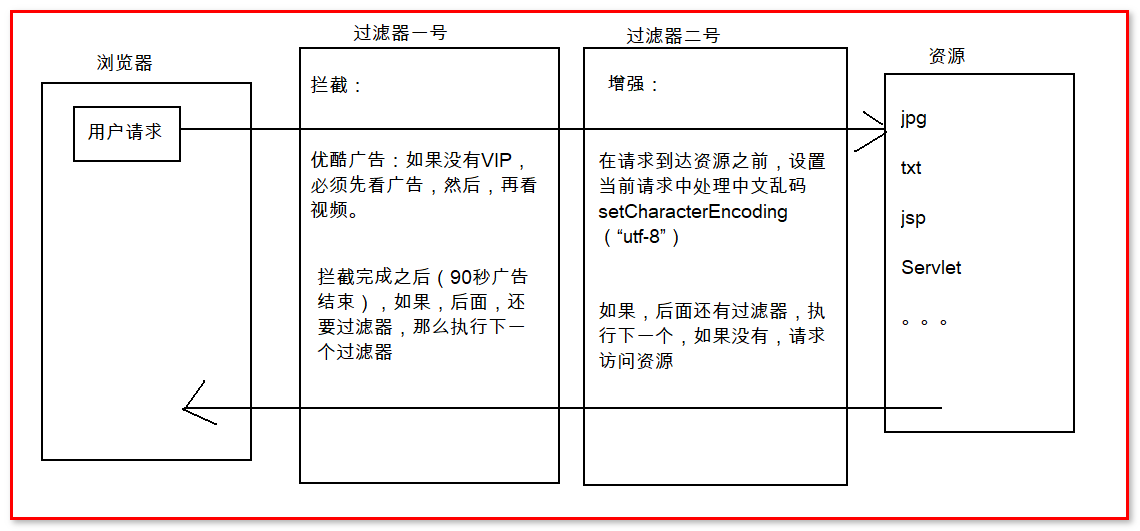 浏览器
用户请求
过滤器一号
拦截：
优酷广告：如果没有VIP，
必须先看广告，然后，再看
视频。
拦截完成之后（90秒广告
结束），如果，后面，还
要过滤器，那么执行下一
个过滤器
过滤器二号
增强：
在请求到达资源之前，设置
当前请求中处理中文乱码
setCharacterEncoding
（“utf-8”）
如果，后面还有过滤器，执
行下一个，如果没有，请求
访问资源
资源
jpg
txt
jsp
Servlet
。。。